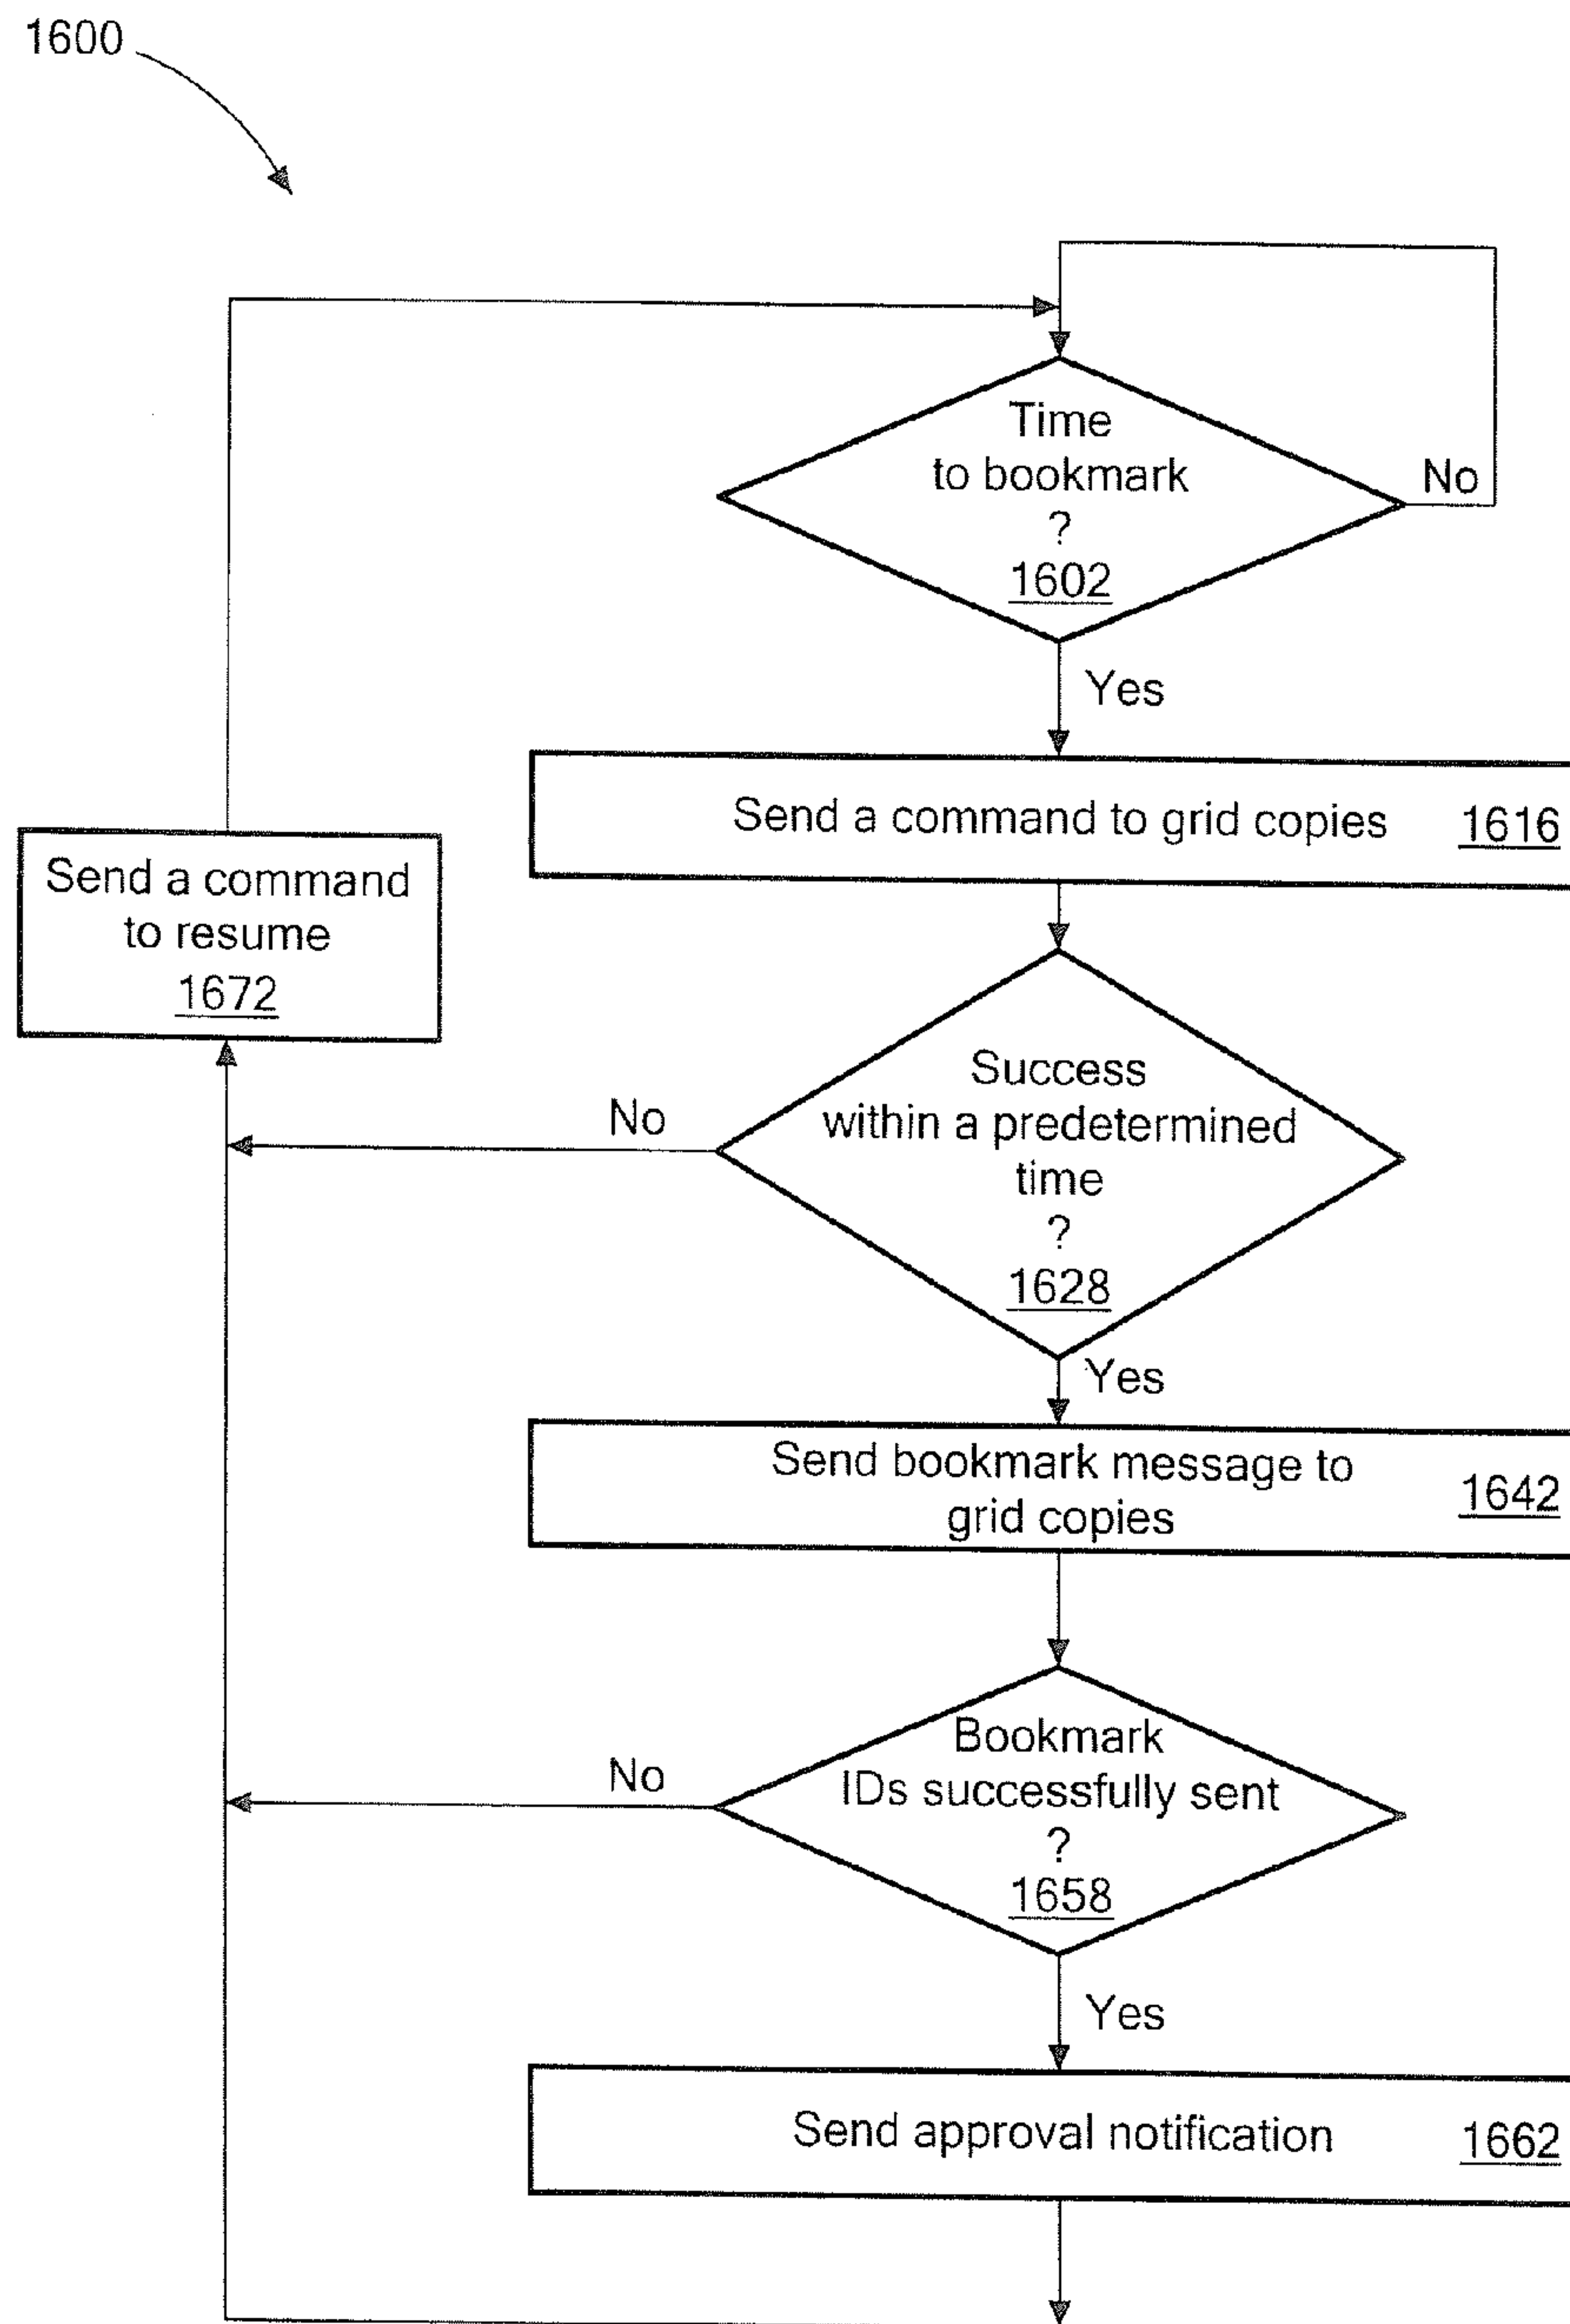 1600
Time
to bookmark
?
1602
No
Yes
Send a command to grid copies 1616
Send a command
to resume
1672
Success
within a predetermined
time
?
1628
No
Yes
Send bookmark message to
grid copies
1642
Bookmark
IDs successfully sent
?
1658
No
Yes
Send approval notification 1662